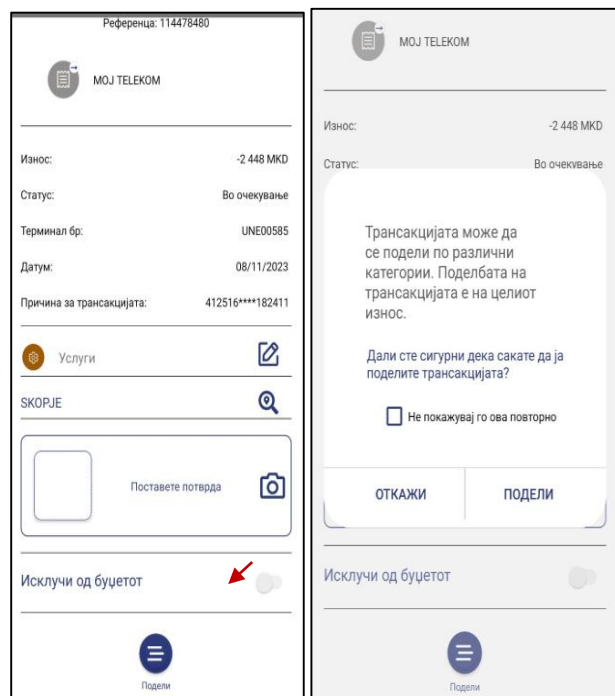 Референца: 114478480
МОЈ TELEKOM
Износ: -2 448 MKD
Статус: Во очекување
Терминал бр: UNE00585
Датум: 08/11/2023
Причина за трансакцијата: 412516****182411
Услуги
SKOPJE
Поставете потврда
Исклучи од буџетот
Подели
МОЈ TELEKOM
Износ: -2 448 MKD
Статус: Во очекување
Трансакцијата може да
се подели по различни
категории. Поделбата на
трансакцијата е на целиот
износ.
Дали сте сигурни дека сакате да ја
поделите трансакцијата?
Не покажувај го ова повторно
ОТКАЖИ ПОДЕЛИ
Исклучи од буџетот
Подели